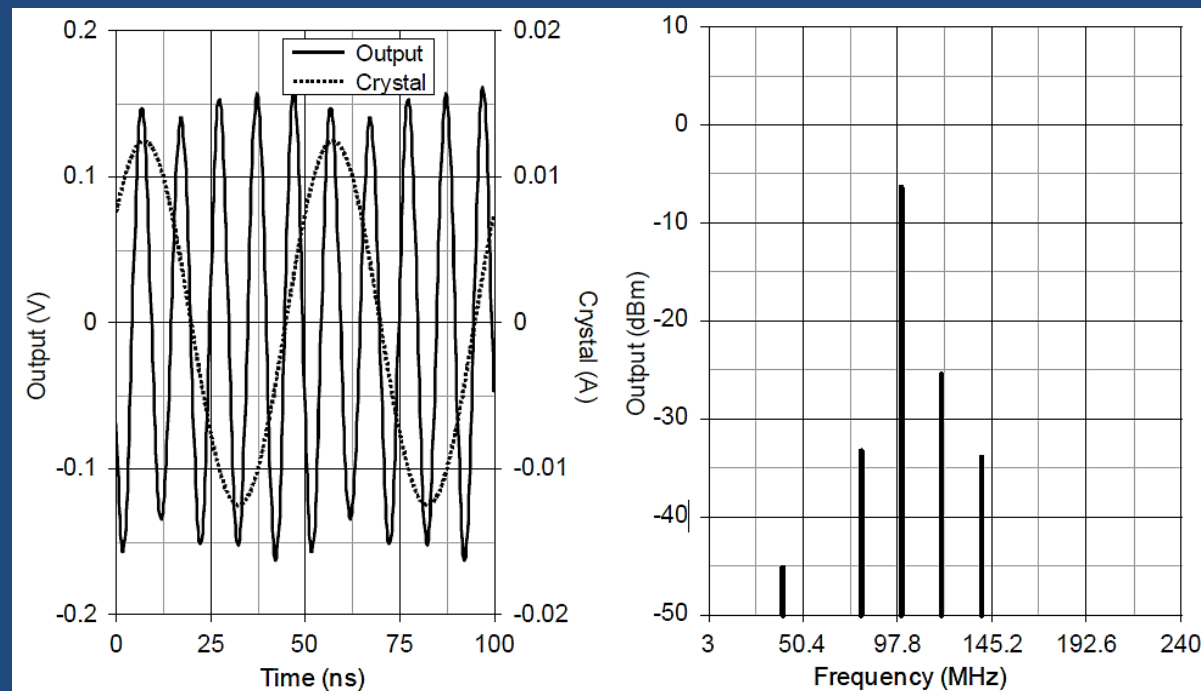 Output
Crystal
0.2
0.1
0
-0.1
-0.2
Output (V)
0 25 50 75 100
Time (ns)
0.02
0.01
0
-0.01
-0.02
Crystal (A)
10
0
-10
-20
-30
-40
-50
Output (dBm)
3 50.4 97.8 145.2 192.6 240
Frequency (MHz)